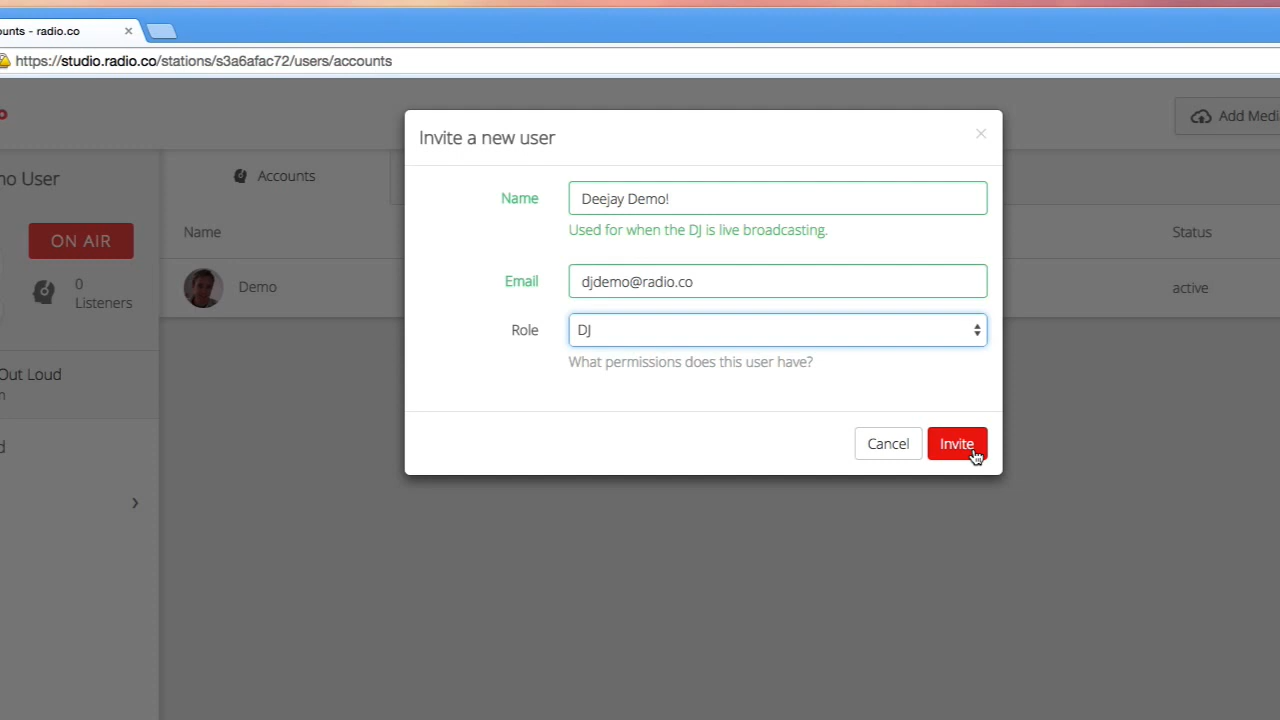 ounts - radio.co
https://studio.radio.co/stations/s3a6afac72/users/accounts
Add Medi
Invite a new user
×
no User
Accounts
Name
Deejay Demo!
Used for when the DJ is live broadcasting.
ON AIR
Name
Status
0
Listeners
Demo
Email
djdemo@radio.co
active
Role
DJ
What permissions does this user have?
Out Loud
Cancel
Invite